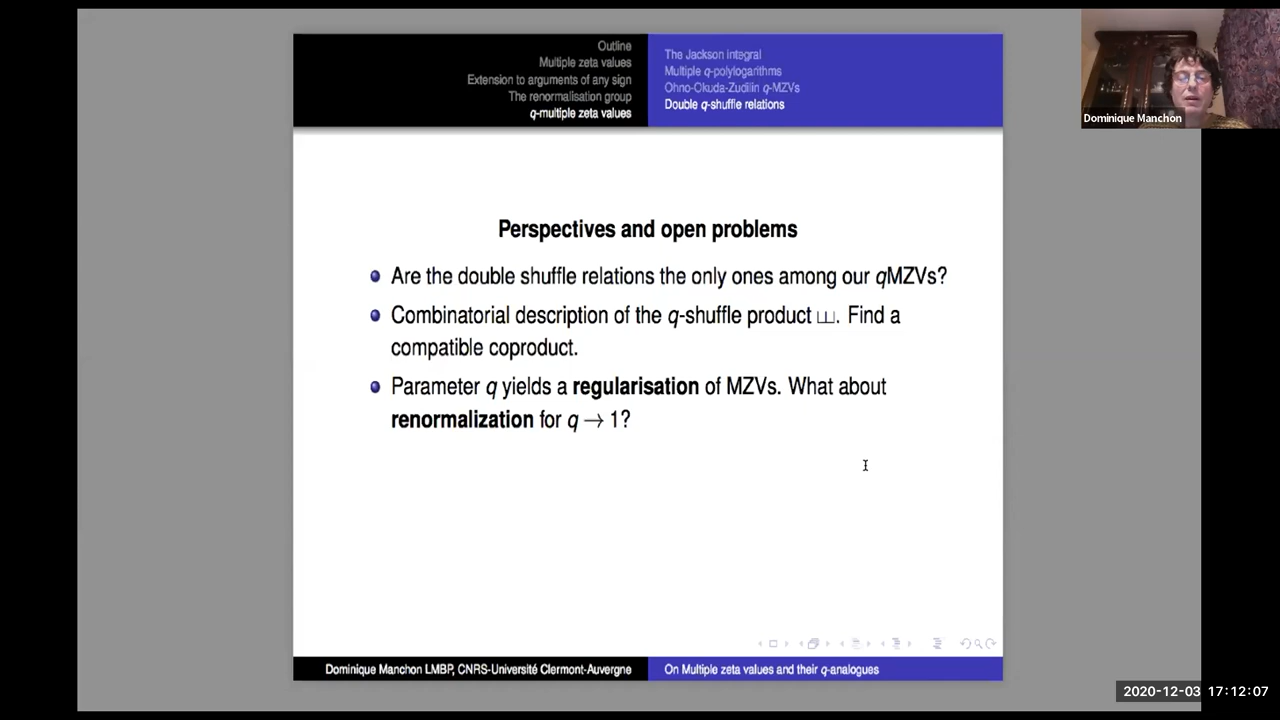 Outline
Multiple zeta values
Extension to arguments of any sign
The renormalisation group
q-multiple zeta values
The Jackson integral
Multiple q-polylogarithms
Ohno-Okuda-Zudilin q-MZVs
Double q-shuffle relations
Dominique Manchon
Perspectives and open problems
Are the double shuffle relations the only ones among our qMZVs?
Combinatorial description of the q-shuffle product ⧢. Find a
compatible coproduct.
Parameter q yields a regularisation of MZVs. What about
renormalization for q → 1?
Dominique Manchon LMBP, CNRS-Université Clermont-Auvergne
On Multiple zeta values and their q-analogues
2020-12-03 17:12:07